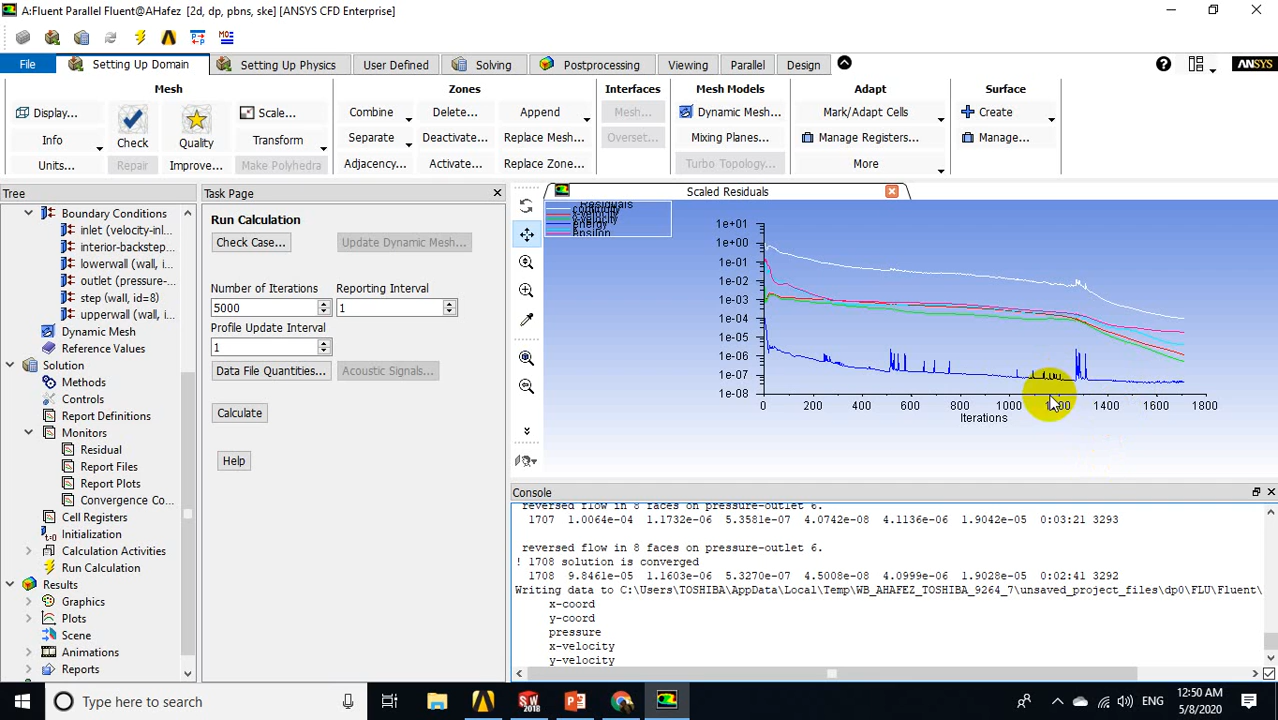 A:Fluent Parallel Fluent@AHafez [2d, dp, pbns, ske] [ANSYS CFD Enterprise]
File
Setting Up Domain
Setting Up Physics
User Defined
Solving
Postprocessing
Viewing
Parallel
Design
ANSYS
Mesh
Zones
Interfaces
Mesh Models
Adapt
Surface
Display...
Scale...
Combine
Delete...
Append
Mesh...
Dynamic Mesh...
Mark/Adapt Cells
Create
Info
Check
Quality
Transform
Separate
Deactivate...
Replace Mesh...
Overset...
Mixing Planes...
Manage Registers...
Manage...
Units...
Repair
Improve...
Make Polyhedra
Adjacency...
Activate...
Replace Zone...
Turbo Topology...
More
Tree
Boundary Conditions
inlet (velocity-inl...
interior-backstep...
lowerwall (wall, i...
outlet (pressure-...
step (wall, id=8)
upperwall (wall, i...
Dynamic Mesh
Reference Values
Solution
Methods
Controls
Report Definitions
Monitors
Residual
Report Files
Report Plots
Convergence Co...
Cell Registers
Initialization
Calculation Activities
Run Calculation
Results
Graphics
Plots
Scene
Animations
Reports
Task Page
Run Calculation
Check Case...
Update Dynamic Mesh...
Number of Iterations
Reporting Interval
5000
1
Profile Update Interval
1
Data File Quantities...
Acoustic Signals...
Calculate
Help
Scaled Residuals
Residuals
continuity
x-velocity
energy
epsilon
1e+01
1e+00
1e-01
1e-02
1e-03
1e-04
1e-05
1e-06
1e-07
1e-08
0 200 400 600 800 1000 1200 1400 1600 1800
Iterations
Console
reversed flow in 8 faces on pressure-outlet 6.
1707 1.0064e-04 1.1732e-06 5.3581e-07 4.0742e-08 4.1136e-06 1.9042e-05 0:03:21 3293
reversed flow in 8 faces on pressure-outlet 6.
! 1708 solution is converged
1708 9.8461e-05 1.1603e-06 5.3270e-07 4.5008e-08 4.0999e-06 1.9028e-05 0:02:41 3292
Writing data to C:\Users\TOSHIBA\AppData\Local\Temp\WB_AHAFEZ_TOSHIBA_9264_7\unsaved_project_files\dp0\FLU\Fluent\
x-coord
y-coord
pressure
x-velocity
y-velocity
Type here to search
SW
2018
ENG
12:50 AM
5/8/2020